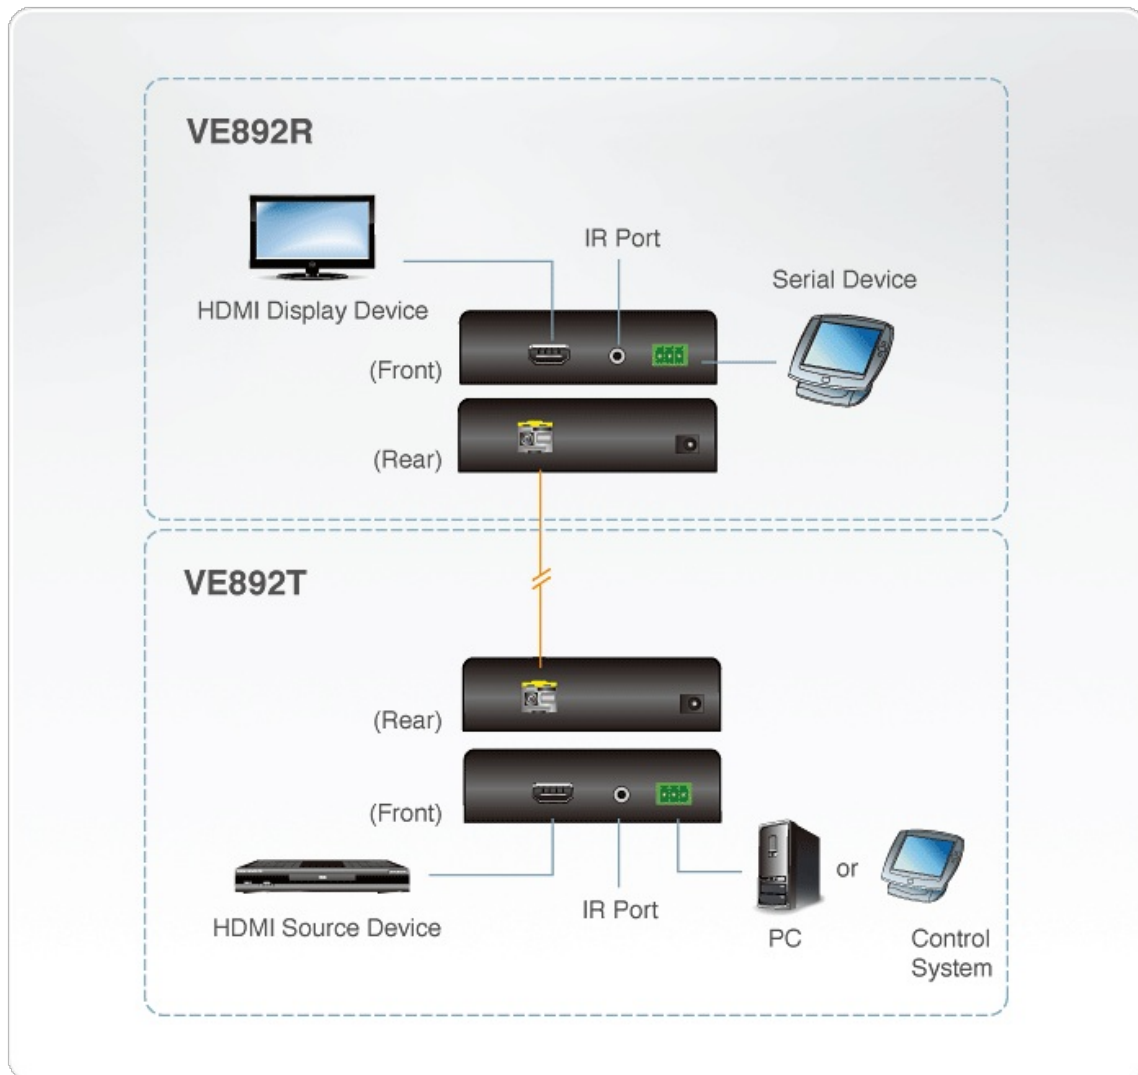 VE892R
IR Port
Serial Device
HDMI Display Device
(Front)
(Rear)
VE892T
(Rear)
(Front)
or
IR Port
HDMI Source Device
PC
Control
System